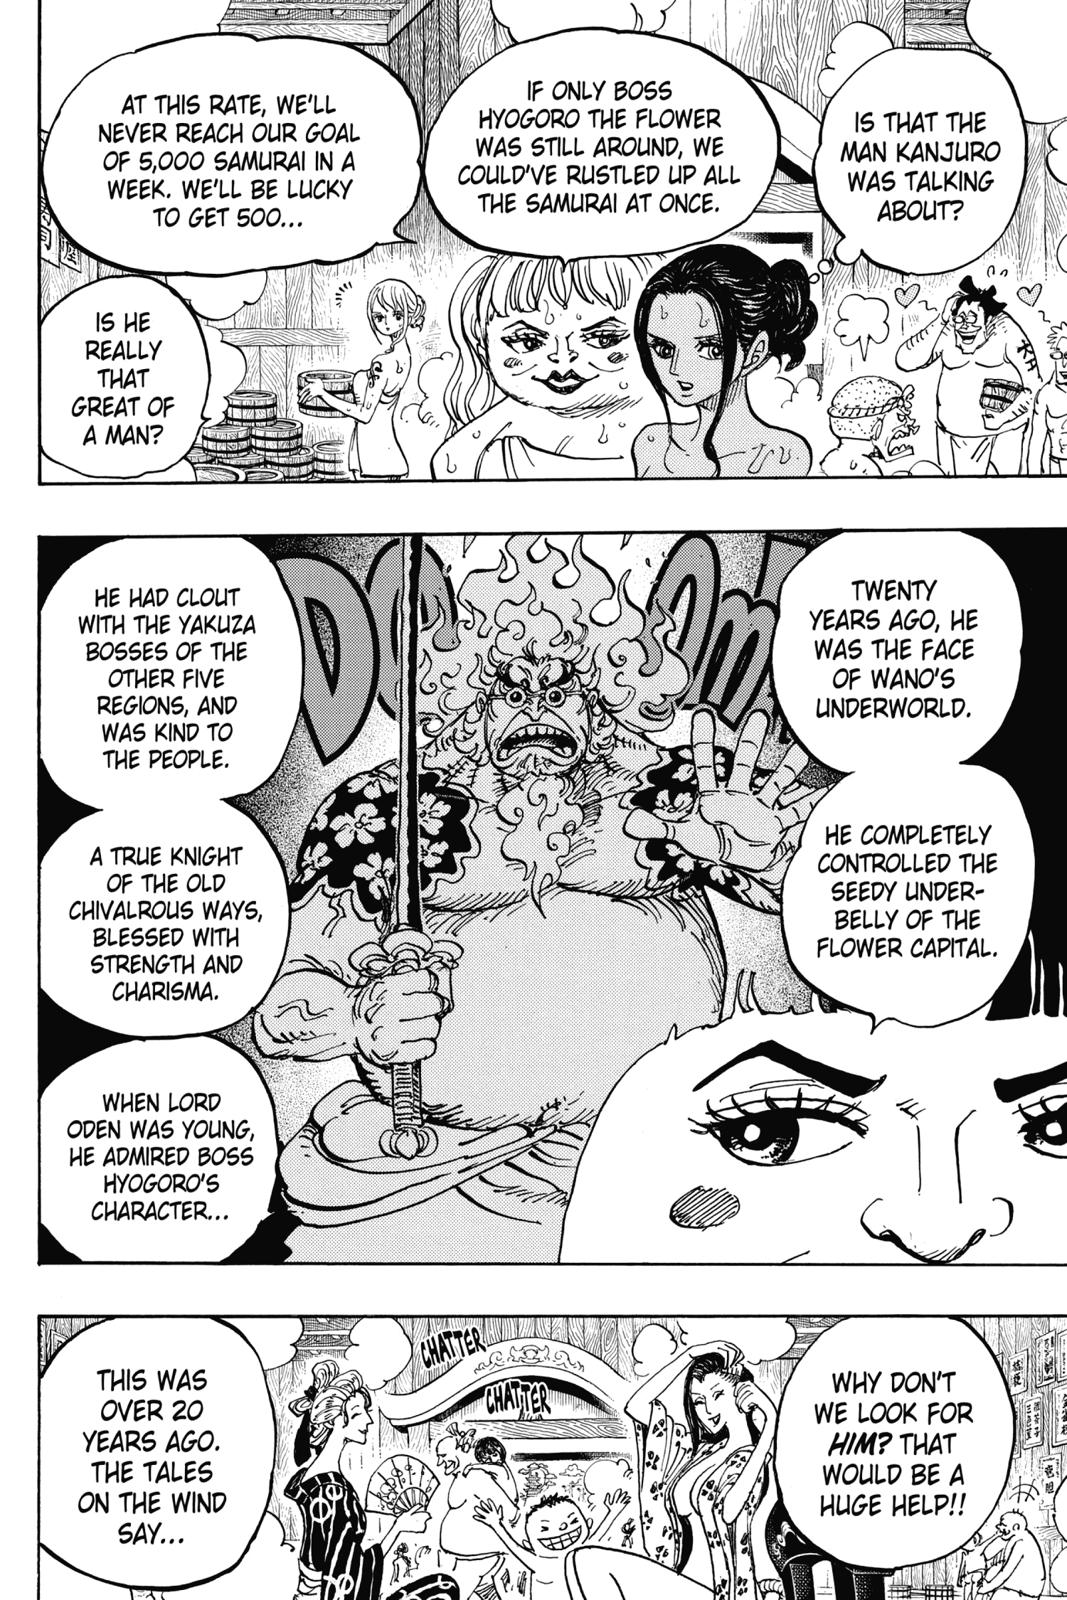 IS THAT THE
MAN KANJURO
WAS TALKING
ABOUT?
IF ONLY BOSS
HYOGORO THE FLOWER
WAS STILL AROUND, WE
COULD'VE RUSTLED UP ALL
THE SAMURAI AT ONCE.
AT THIS RATE, WE'LL
NEVER REACH OUR GOAL
OF 5,000 SAMURAI IN A
WEEK. WE'LL BE LUCKY
TO GET 500...
IS HE
REALLY
THAT
GREAT OF
A MAN?
TWENTY
YEARS AGO, HE
WAS THE FACE
OF WANO'S
UNDERWORLD.
HE COMPLETELY
CONTROLLED THE
SEEDY UNDER-
BELLY OF THE
FLOWER CAPITAL.
HE HAD CLOUT
WITH THE YAKUZA
BOSSES OF THE
OTHER FIVE
REGIONS, AND
WAS KIND TO
THE PEOPLE.
A TRUE KNIGHT
OF THE OLD
CHIVALROUS WAYS,
BLESSED WITH
STRENGTH AND
CHARISMA.
WHEN LORD
ODEN WAS YOUNG,
HE ADMIRED BOSS
HYOGORO'S
CHARACTER...
WHY DON'T
WE LOOK FOR
HIM? THAT
WOULD BE A
HUGE HELP!!
CHATTER
CHATTER
THIS WAS
OVER 20
YEARS AGO.
THE TALES
ON THE WIND
SAY...